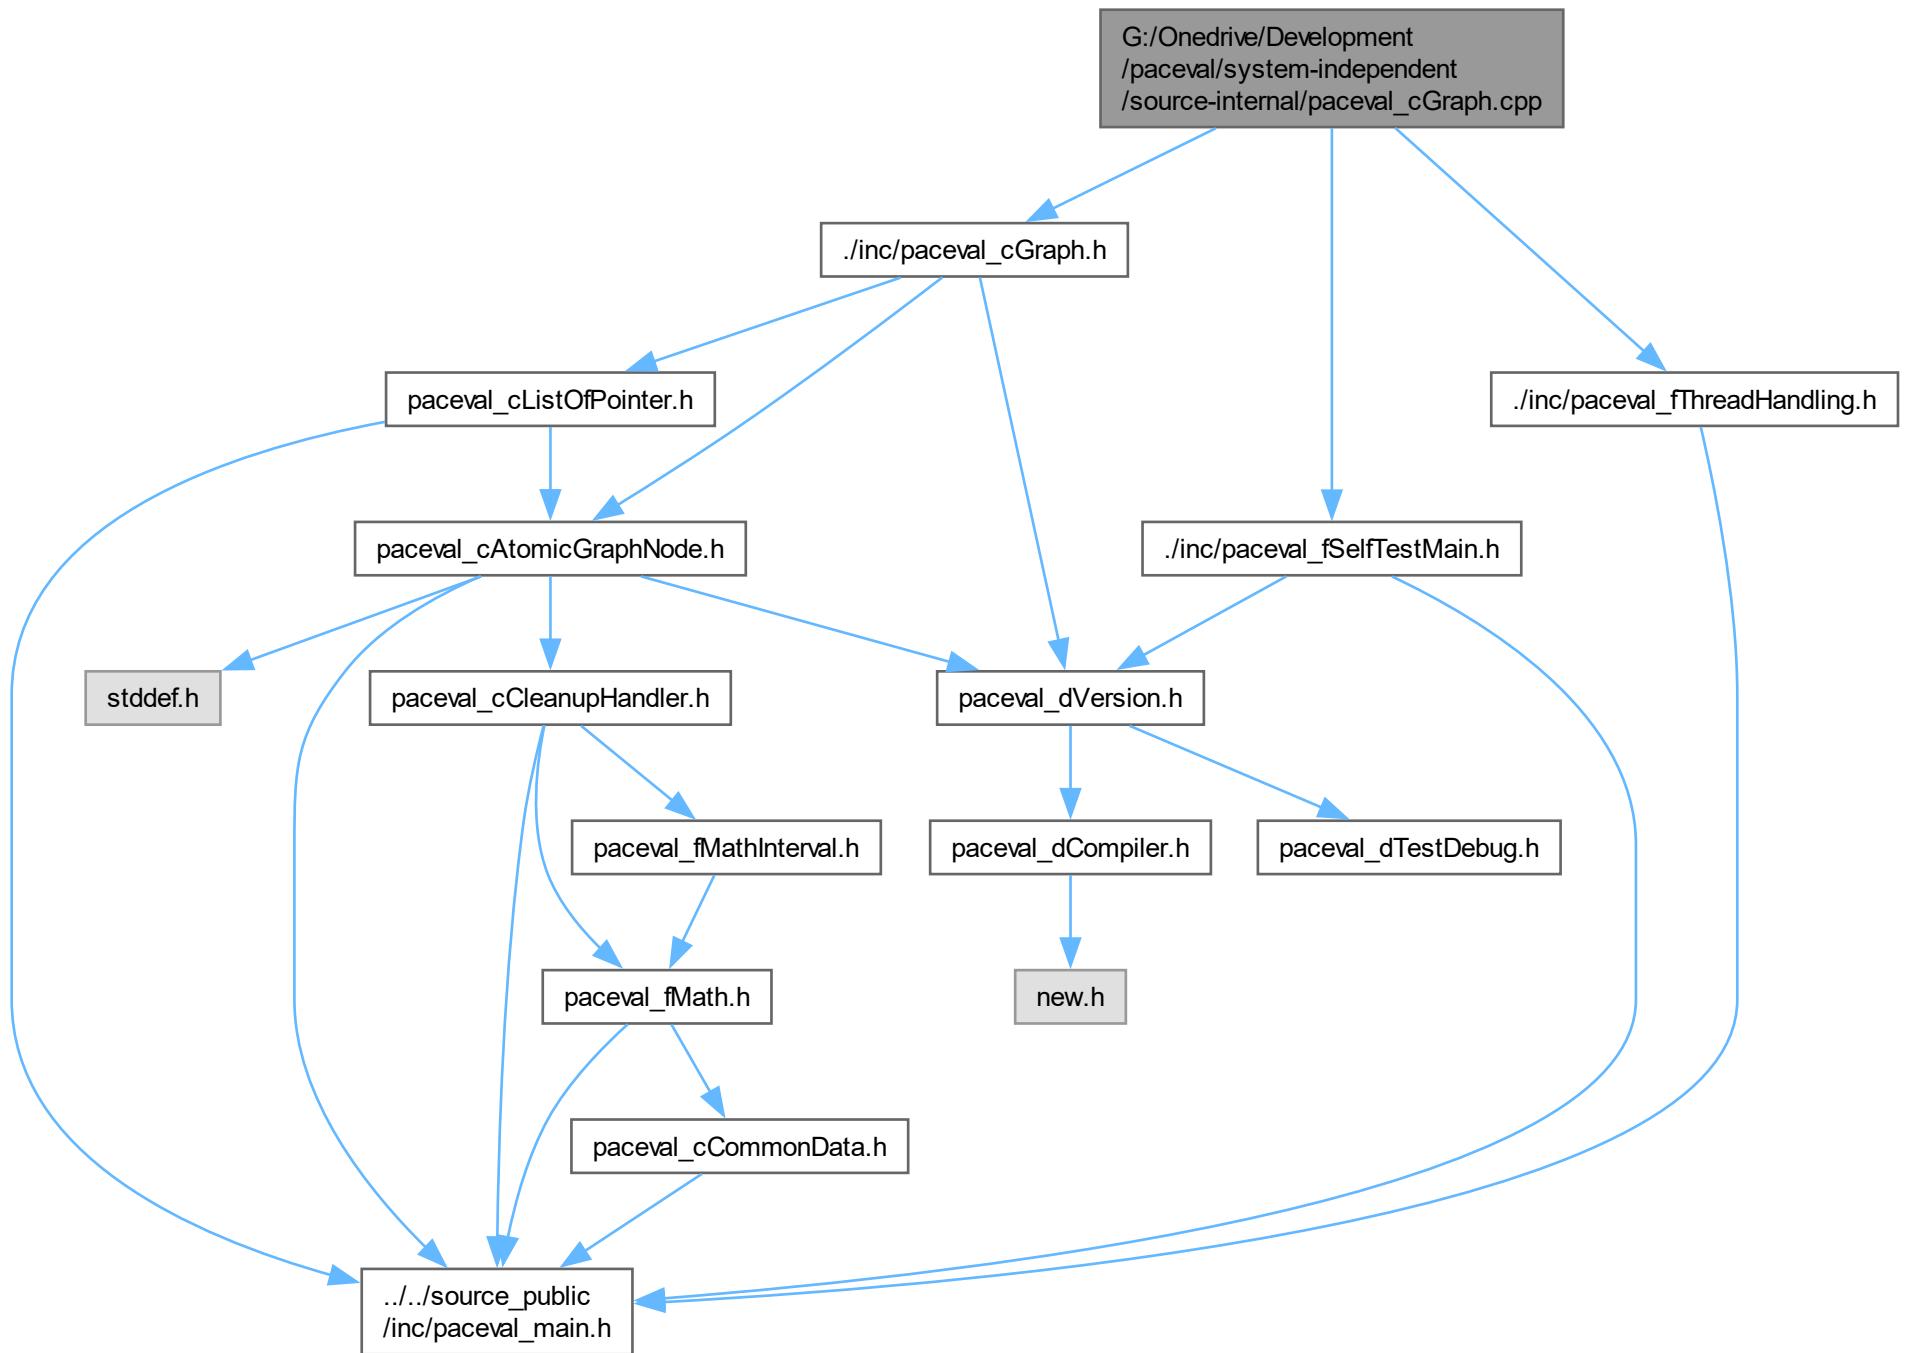 G:/Onedrive/Development
/paceval/system-independent
/source-internal/paceval_cGraph.cpp
./inc/paceval_cGraph.h
paceval_cListOfPointer.h
./inc/paceval_fThreadHandling.h
paceval_cAtomicGraphNode.h
./inc/paceval_fSelfTestMain.h
stddef.h
paceval_cCleanupHandler.h
paceval_dVersion.h
paceval_fMathInterval.h
paceval_dCompiler.h
paceval_dTestDebug.h
paceval_fMath.h
new.h
paceval_cCommonData.h
../../source_public
/inc/paceval_main.h